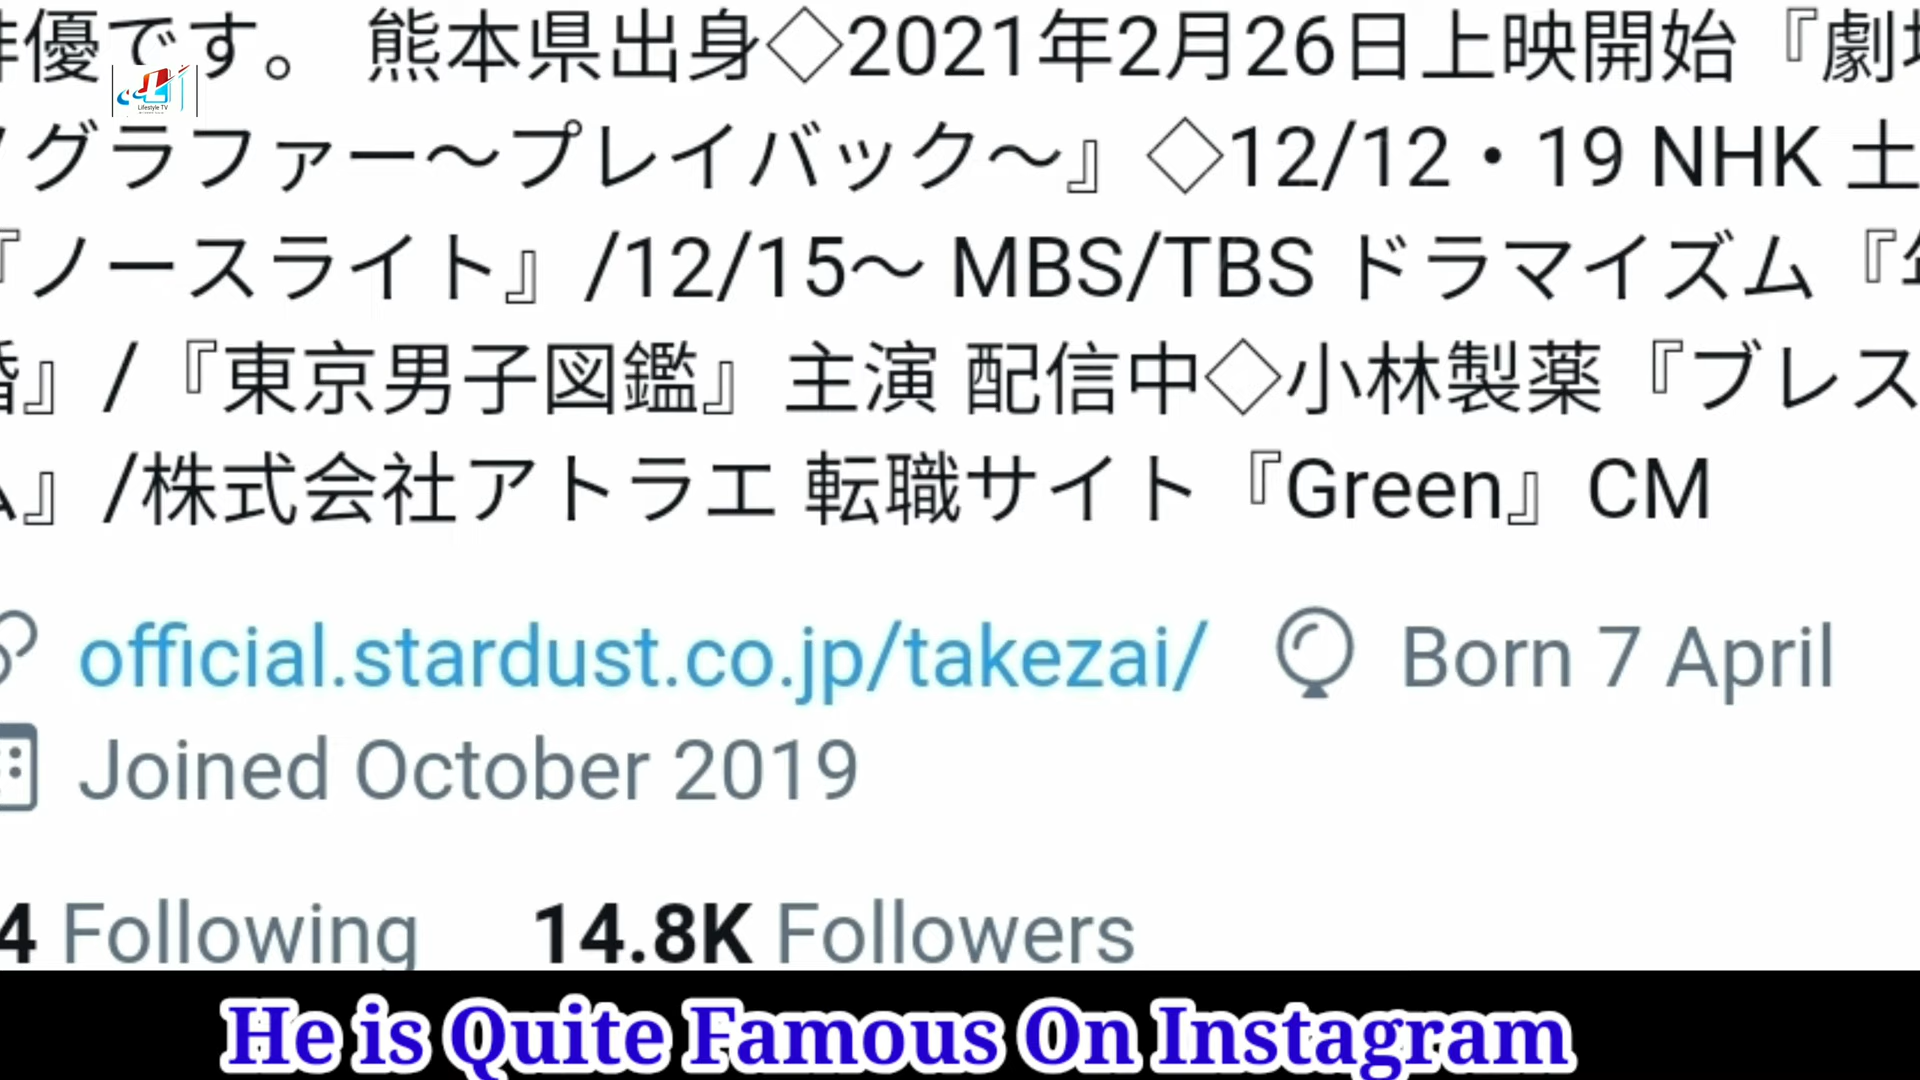 優です。 熊本県出身◇2021年2月26日上映開始『劇
Lifestyle TV
グラファー〜プレイバック〜』◇12/12・19 NHK 土
『ノースライト』/12/15〜 MBS/TBS ドラマイズム『
』/『東京男子図鑑』主演 配信中◇小林製薬『ブレス
ム』/株式会社アトラエ 転職サイト『Green』CM
official.stardust.co.jp/takezai/ Born 7 April
Joined October 2019
4 Following 14.8K Followers
He is Quite Famous On Instagram